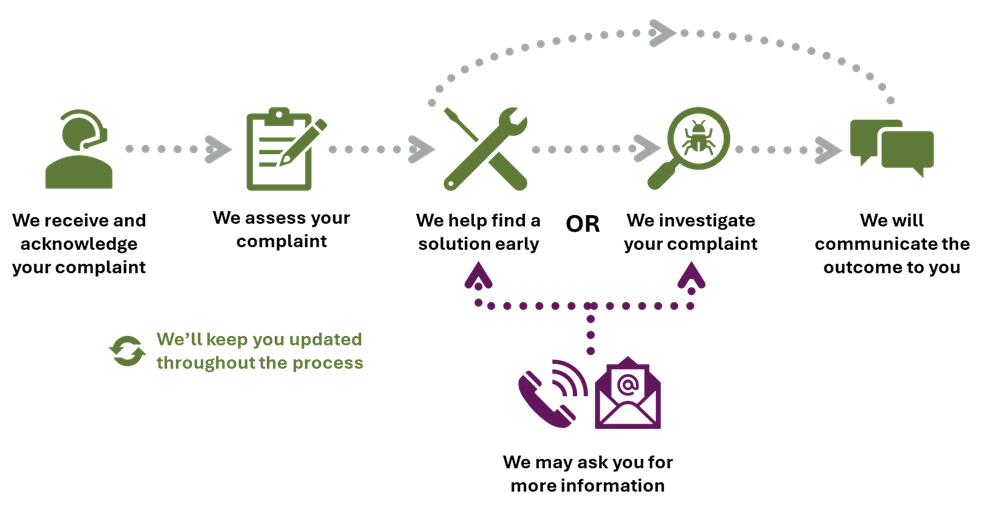 We receive and
acknowledge
your complaint
We assess your
complaint
We help find a
solution early
OR
We investigate
your complaint
We will
communicate the
outcome to you
We’ll keep you updated
throughout the process
@
We may ask you for
more information